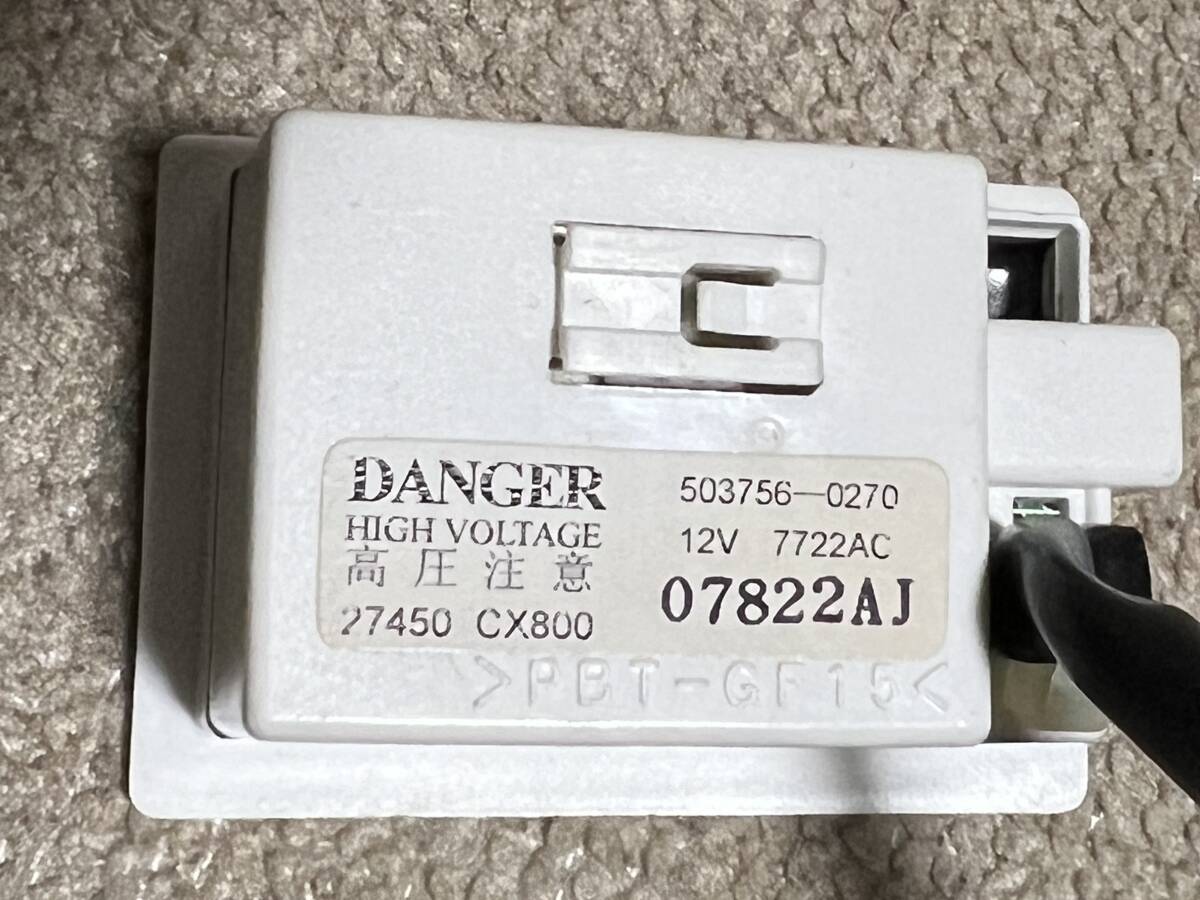 DANGER
HIGH VOLTAGE
高圧注意
27450 CX800
503756-0270
12V 7722AC
07822AJ
>PBT-GF15<